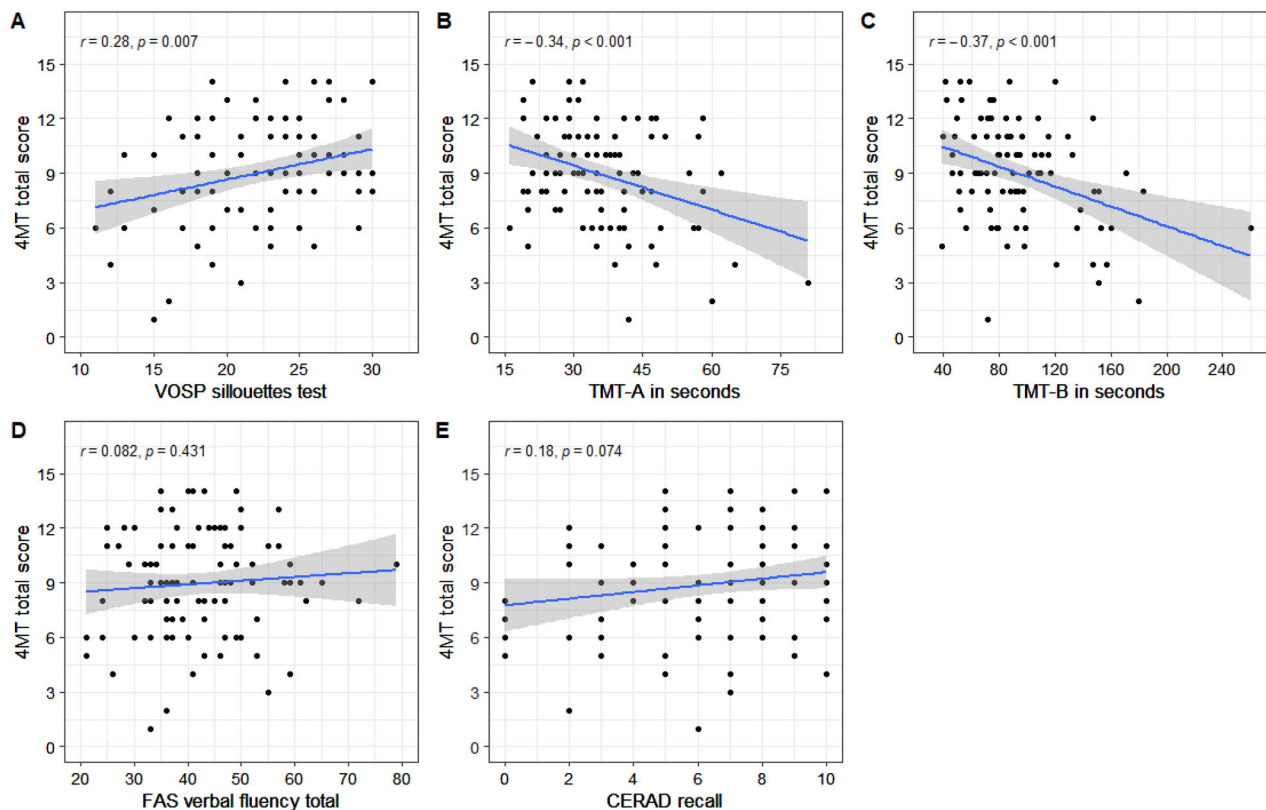 A
r = 0.28, p = 0.007
4MT total score
15
12
9
6
3
0
10 15 20 25 30
VOSP sillouettes test
B
r = −0.34, p < 0.001
4MT total score
15
12
9
6
3
0
15 30 45 60 75
TMT-A in seconds
C
r = −0.37, p < 0.001
4MT total score
15
12
9
6
3
0
40 80 120 160 200 240
TMT-B in seconds
D
r = 0.082, p = 0.431
4MT total score
15
12
9
6
3
0
20 30 40 50 60 70 80
FAS verbal fluency total
E
r = 0.18, p = 0.074
4MT total score
15
12
9
6
3
0
0 2 4 6 8 10
CERAD recall